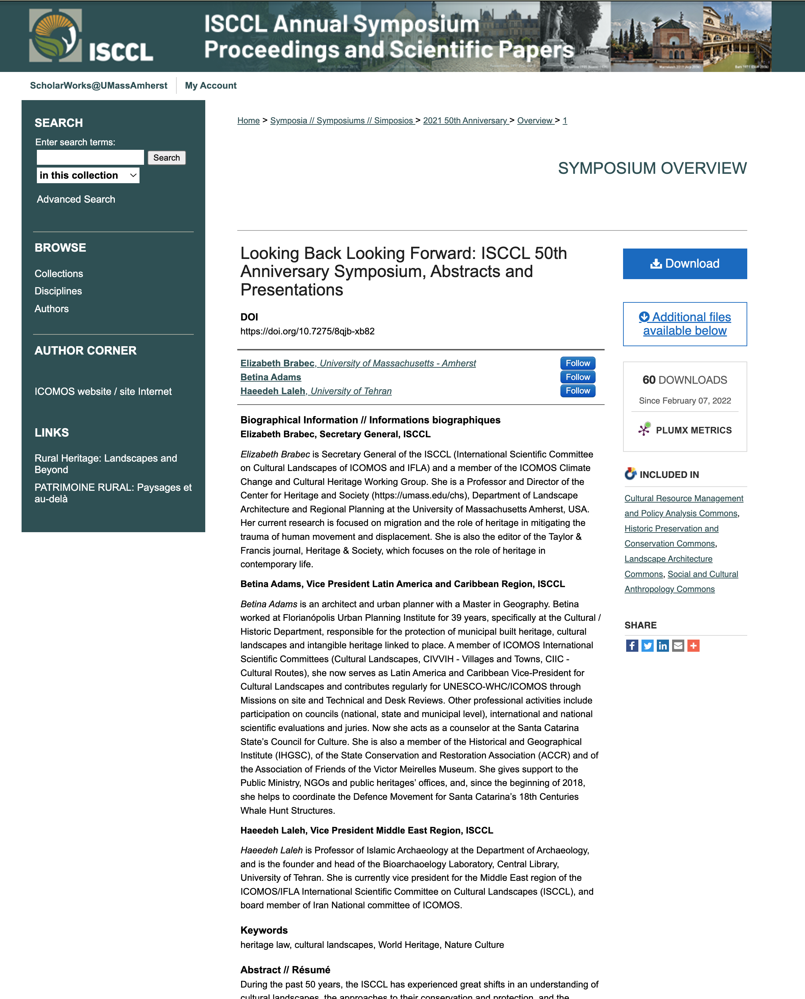 ISCCL
ISCCL Annual Symposium
Proceedings and Scientific Papers
ScholarWorks@UMassAmherst
My Account
SEARCH
Enter search terms:
Search
in this collection
Advanced Search
BROWSE
Collections
Disciplines
Authors
AUTHOR CORNER
ICOMOS website / site Internet
LINKS
Rural Heritage: Landscapes and
Beyond
PATRIMOINE RURAL: Paysages et
au-delà
Home > Symposia // Symposiums // Simposios > 2021 50th Anniversary > Overview > 1
SYMPOSIUM OVERVIEW
Looking Back Looking Forward: ISCCL 50th
Anniversary Symposium, Abstracts and
Presentations
DOI
https://doi.org/10.7275/8qjb-xb82
Elizabeth Brabec, University of Massachusetts - Amherst
Follow
Betina Adams
Follow
Haeedeh Laleh, University of Tehran
Follow
Biographical Information // Informations biographiques
Elizabeth Brabec, Secretary General, ISCCL
Elizabeth Brabec is Secretary General of the ISCCL (International Scientific Committee
on Cultural Landscapes of ICOMOS and IFLA) and a member of the ICOMOS Climate
Change and Cultural Heritage Working Group. She is a Professor and Director of the
Center for Heritage and Society (https://umass.edu/chs), Department of Landscape
Architecture and Regional Planning at the University of Massachusetts Amherst, USA.
Her current research is focused on migration and the role of heritage in mitigating the
trauma of human movement and displacement. She is also the editor of the Taylor &
Francis journal, Heritage & Society, which focuses on the role of heritage in
contemporary life.
Betina Adams, Vice President Latin America and Caribbean Region, ISCCL
Betina Adams is an architect and urban planner with a Master in Geography. Betina
worked at Florianópolis Urban Planning Institute for 39 years, specifically at the Cultural /
Historic Department, responsible for the protection of municipal built heritage, cultural
landscapes and intangible heritage linked to place. A member of ICOMOS International
Scientific Committees (Cultural Landscapes, CIVVIH - Villages and Towns, CIIC -
Cultural Routes), she now serves as Latin America and Caribbean Vice-President for
Cultural Landscapes and contributes regularly for UNESCO-WHC/ICOMOS through
Missions on site and Technical and Desk Reviews. Other professional activities include
participation on councils (national, state and municipal level), international and national
scientific evaluations and juries. Now she acts as a counselor at the Santa Catarina
State's Council for Culture. She is also a member of the Historical and Geographical
Institute (IHGSC), of the State Conservation and Restoration Association (ACCR) and of
the Association of Friends of the Victor Meirelles Museum. She gives support to the
Public Ministry, NGOs and public heritages' offices, and, since the beginning of 2018,
she helps to coordinate the Defence Movement for Santa Catarina's 18th Centuries
Whale Hunt Structures.
Haeedeh Laleh, Vice President Middle East Region, ISCCL
Haeedeh Laleh is Professor of Islamic Archaeology at the Department of Archaeology,
and is the founder and head of the Bioarchaoelogy Laboratory, Central Library,
University of Tehran. She is currently vice president for the Middle East region of the
ICOMOS/IFLA International Scientific Committee on Cultural Landscapes (ISCCL), and
board member of Iran National committee of ICOMOS.
Keywords
heritage law, cultural landscapes, World Heritage, Nature Culture
Abstract // Résumé
During the past 50 years, the ISCCL has experienced great shifts in an understanding of
cultural landscapes, the approaches to their conservation and protection, and the
Download
Additional files
available below
60 DOWNLOADS
Since February 07, 2022
PLUMX METRICS
INCLUDED IN
Cultural Resource Management
and Policy Analysis Commons,
Historic Preservation and
Conservation Commons,
Landscape Architecture
Commons, Social and Cultural
Anthropology Commons
SHARE